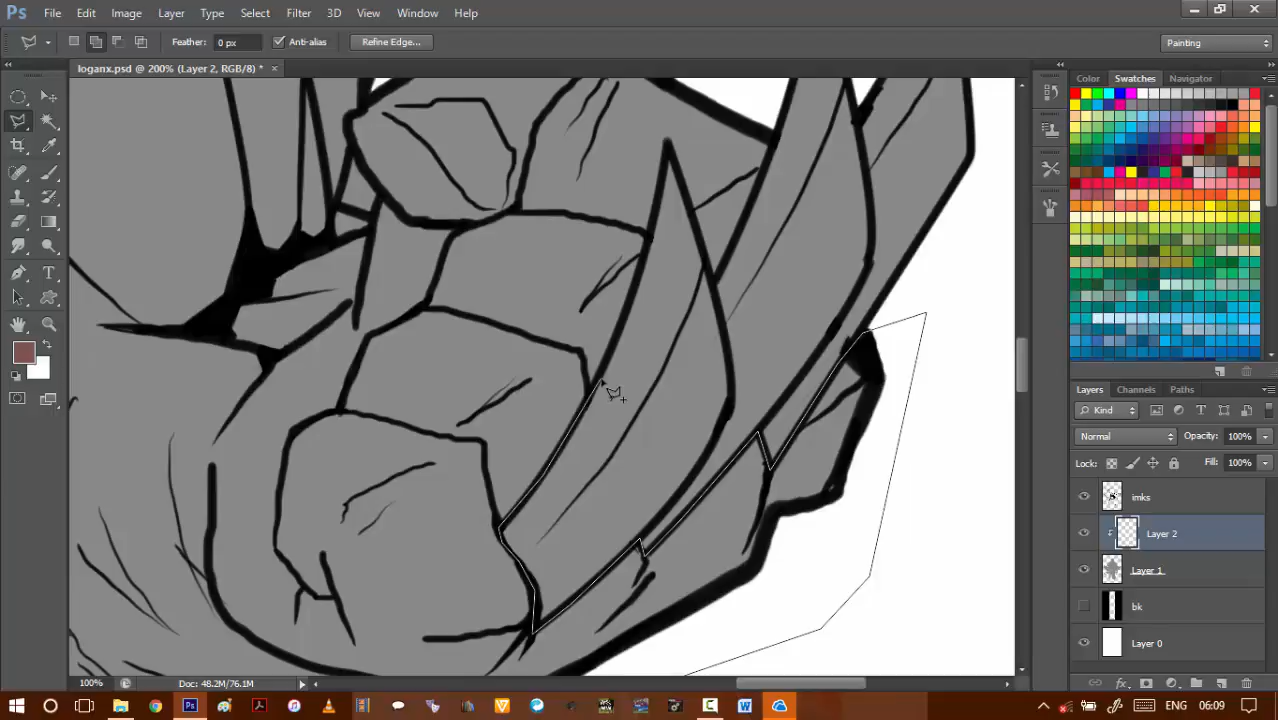 Ps File Edit Image Layer Type Select Filter 3D View Window Help
Feather: 0 px Anti-alias Refine Edge... Painting
loganx.psd @ 200% (Layer 2, RGB/8) * ×
Color Swatches Navigator
Layers Channels Paths
Kind
Normal Opacity: 100%
Lock: Fill: 100%
imks
Layer 2
Layer 1
bk
Layer 0
100% Doc: 48.2M/76.1M
ENG 06:09